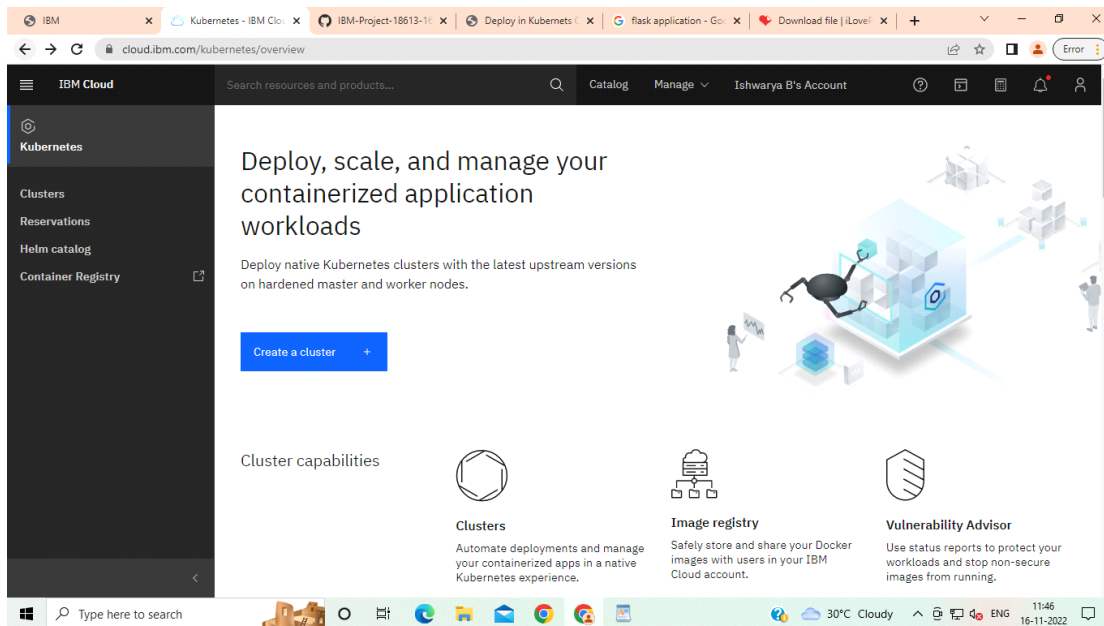 IBM
Kubernetes - IBM Clou
IBM-Project-18613-16
Deploy in Kubernets C
flask application - Goo
Download file | iLoveP
cloud.ibm.com/kubernetes/overview
Error
IBM Cloud
Search resources and products...
Catalog
Manage
Ishwarya B's Account
Kubernetes
Clusters
Reservations
Helm catalog
Container Registry
Deploy, scale, and manage your
containerized application
workloads
Deploy native Kubernetes clusters with the latest upstream versions
on hardened master and worker nodes.
Create a cluster +
Cluster capabilities
Clusters
Automate deployments and manage
your containerized apps in a native
Kubernetes experience.
Image registry
Safely store and share your Docker
images with users in your IBM
Cloud account.
Vulnerability Advisor
Use status reports to protect your
workloads and stop non-secure
images from running.
Type here to search
30°C Cloudy
ENG
11:46
16-11-2022